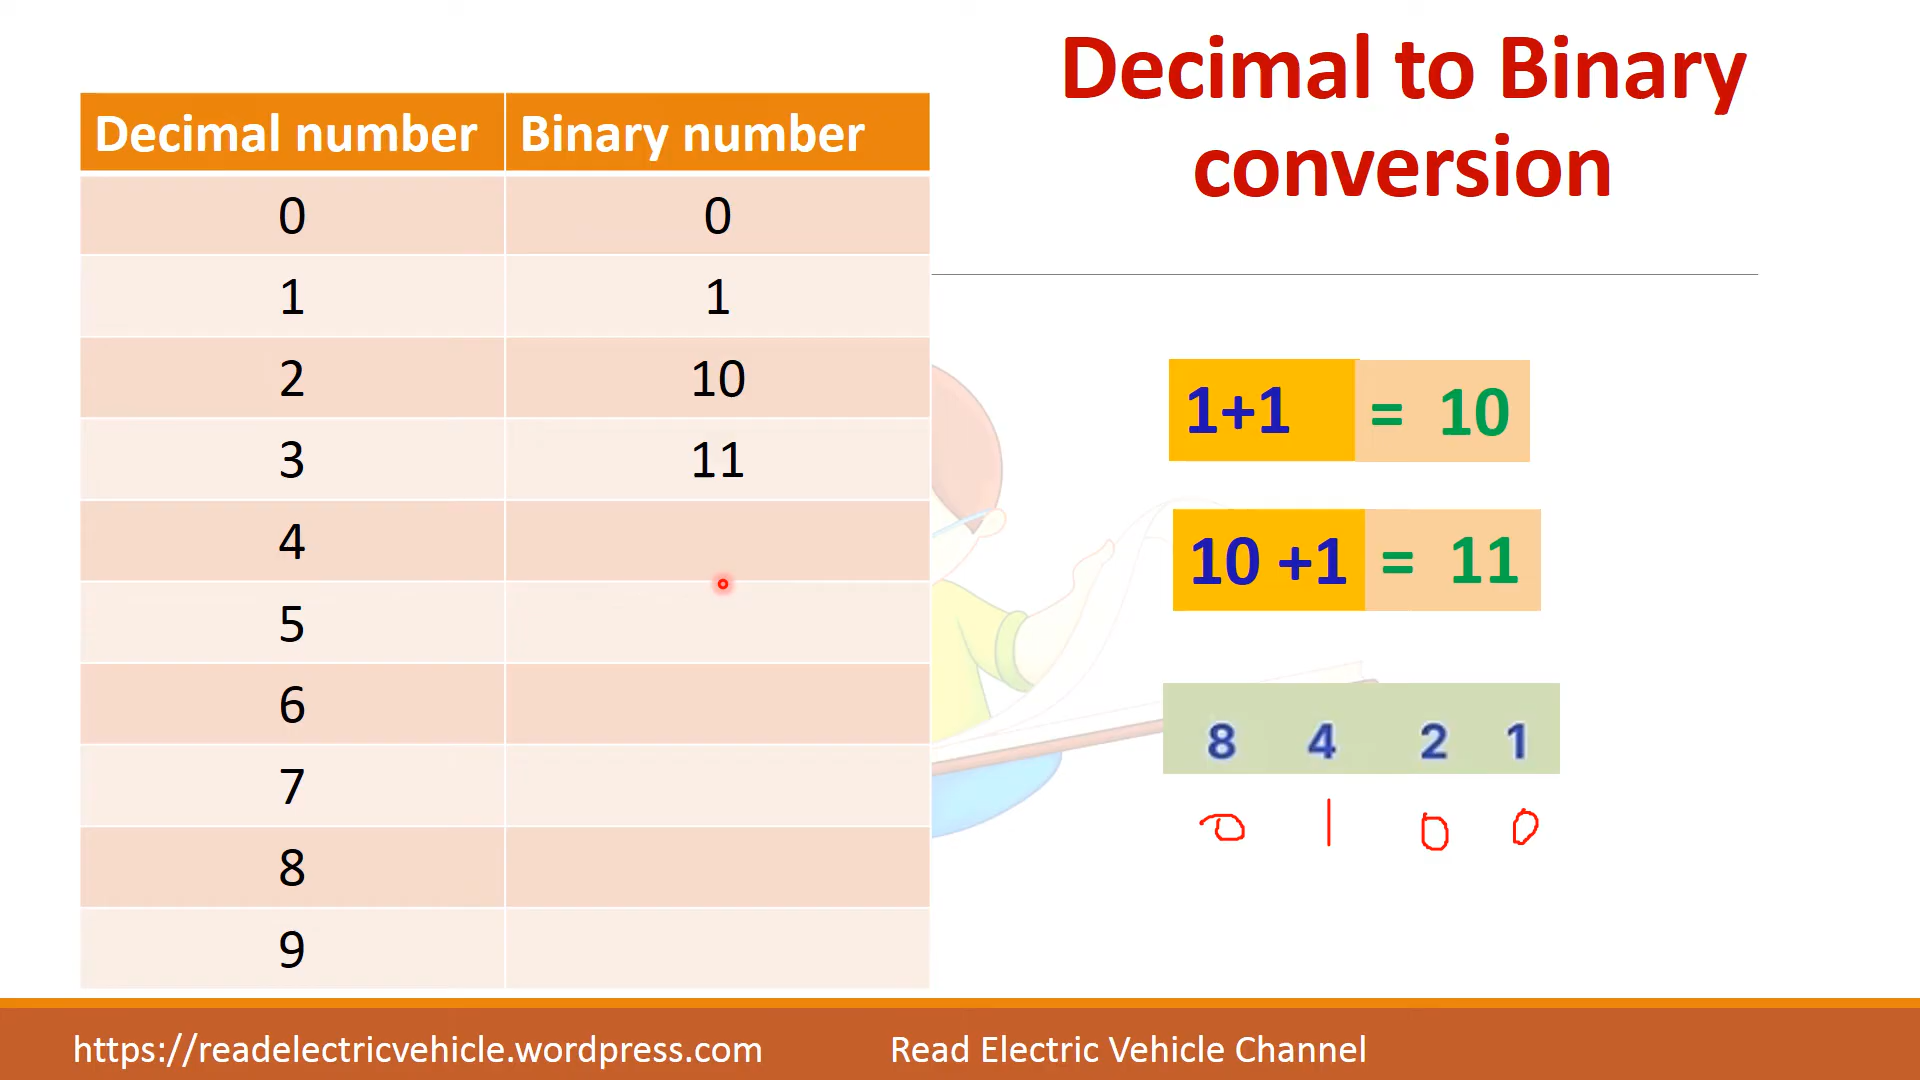 Decimal to Binary
conversion
Decimal number Binary number
0 0
1 1
2 10
3 11
4
5
6
7
8
9
1+1 = 10
10 +1 = 11
8 4 2 1
0 1 0 0
https://readelectricvehicle.wordpress.com Read Electric Vehicle Channel